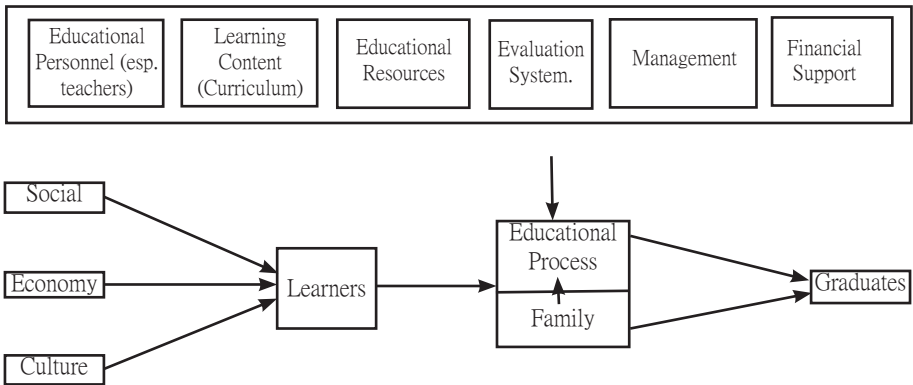 Educational
Personnel (esp.
teachers)
Learning
Content
(Curriculum)
Educational
Resources
Evaluation
System.
Management
Financial
Support
Social
Economy
Culture
Learners
Educational
Process
Family
Graduates